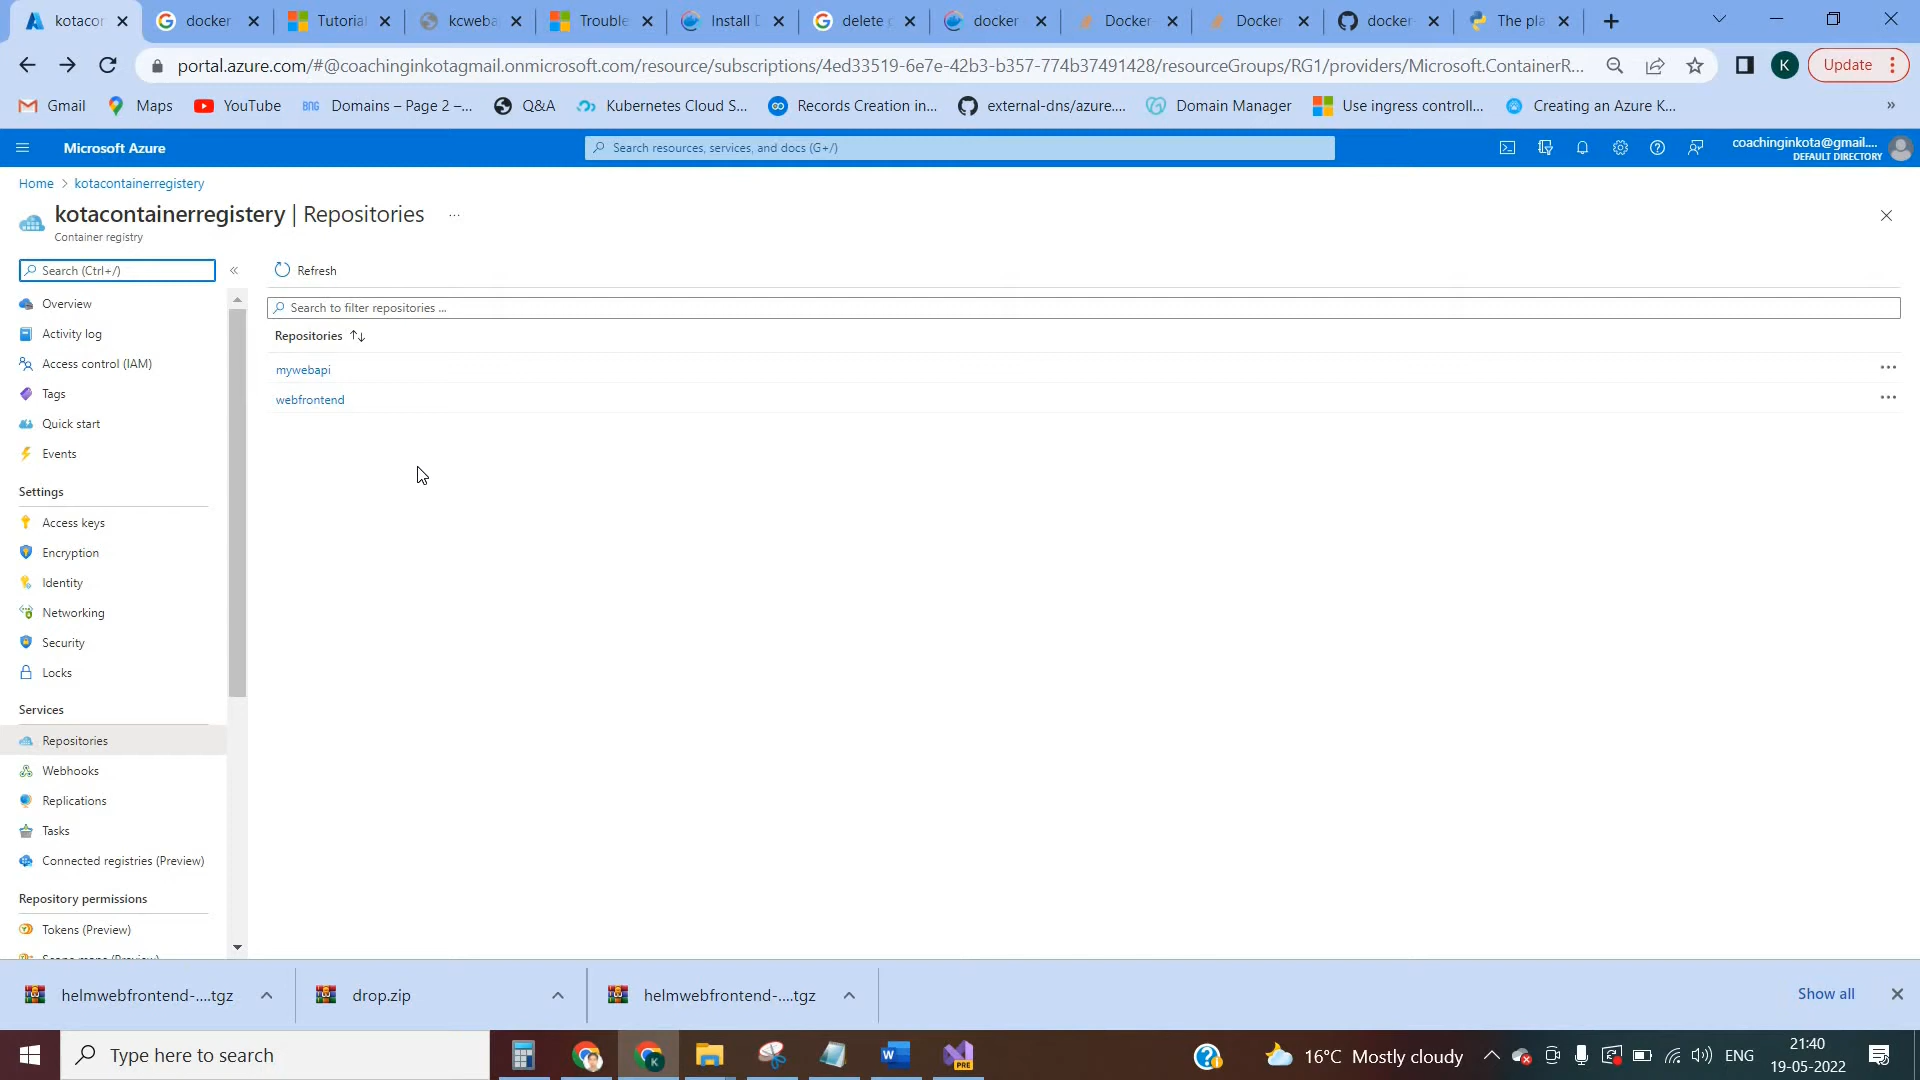 kotacor
docker
Tutorial
kcweba
Trouble
Install D
delete c
docker
Docker
Docker
docker-
The pla
portal.azure.com/#@coachinginkotagmail.onmicrosoft.com/resource/subscriptions/4ed33519-6e7e-42b3-b357-774b37491428/resourceGroups/RG1/providers/Microsoft.ContainerR...
K
Update
Gmail
Maps
YouTube
BNG
Domains – Page 2 –...
Q&A
Kubernetes Cloud S...
Records Creation in...
external-dns/azure....
Domain Manager
Use ingress controll...
Creating an Azure K...
»
Microsoft Azure
Search resources, services, and docs (G+/)
coachinginkota@gmail....
DEFAULT DIRECTORY
Home > kotacontainerregistery
kotacontainerregistery | Repositories ...
Container registry
Search (Ctrl+/)
«
Refresh
Overview
Activity log
Access control (IAM)
Tags
Quick start
Events
Settings
Access keys
Encryption
Identity
Networking
Security
Locks
Services
Repositories
Webhooks
Replications
Tasks
Connected registries (Preview)
Repository permissions
Tokens (Preview)
Scope maps (Preview)
Search to filter repositories ...
Repositories
mywebapi
webfrontend
helmwebfrontend-....tgz
drop.zip
helmwebfrontend-....tgz
Show all
Type here to search
K
W
PRE
16°C Mostly cloudy
ENG
21:40
19-05-2022